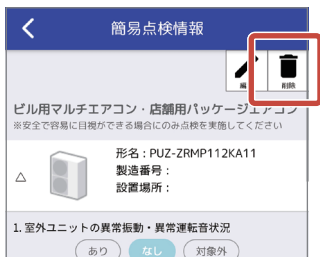 簡易点検情報
編集 削除
ビル用マルチエアコン・店舗用パッケージエアコン
※安全で容易に目視ができる場合にのみ点検を実施してください
形名：PUZ-ZRMP112KA11
製造番号：
△
設置場所：
1. 室外ユニットの異常振動・異常運転音状況
あり なし 対象外